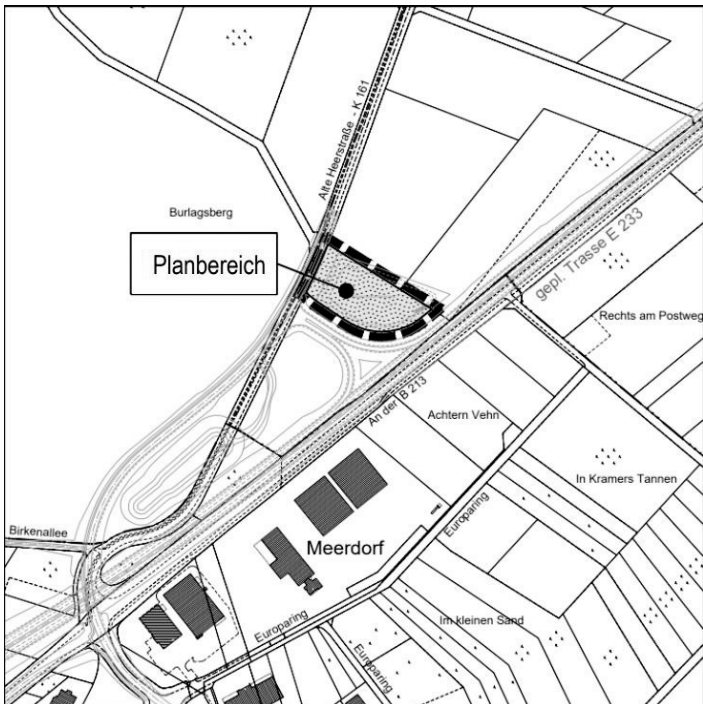 Alte Heerstraße - K 161
Burlagsberg
Planbereich
gepl. Trasse E 233
Rechts am Postweg
An der B 213
Achtern Vehn
In Kramers Tannen
Birkenallee
Meerdorf
Europaring
Europaring
Im kleinen Sand
Europaring